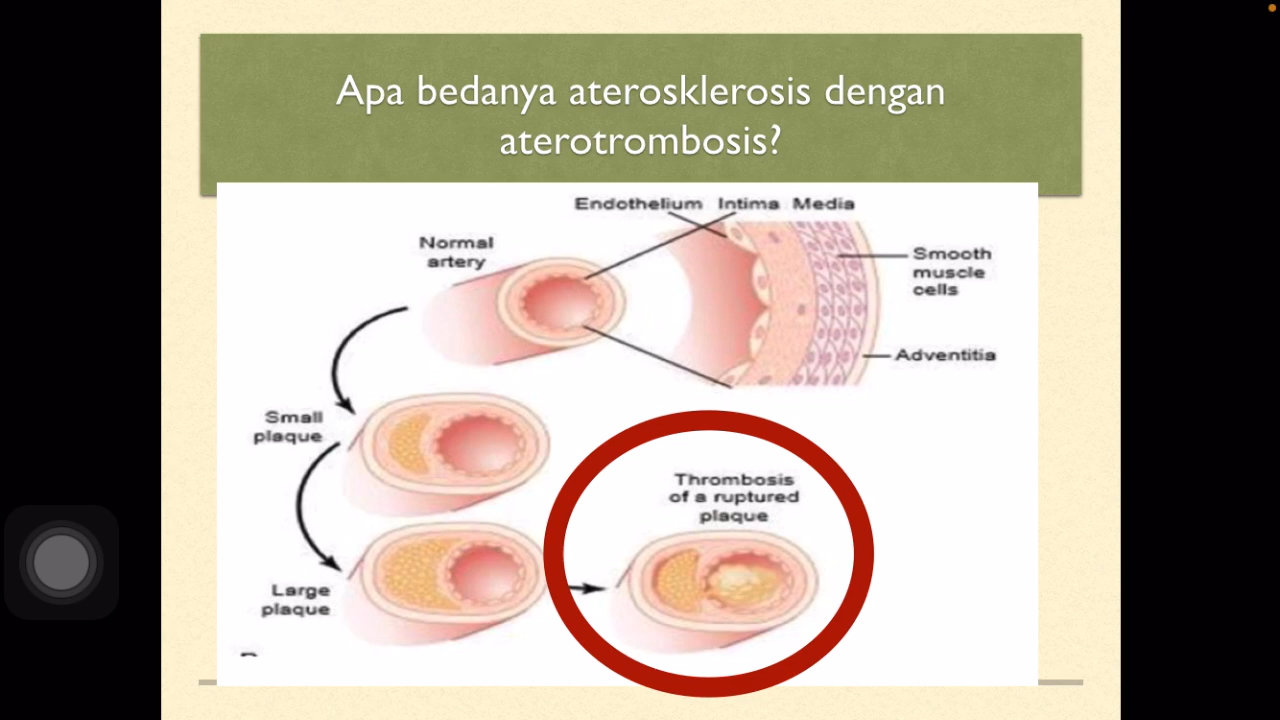 Apa bedanya aterosklerosis dengan
aterotrombosis?
Endothelium Intima Media
Normal
artery
Smooth
muscle
cells
Adventitia
Small
plaque
Thrombosis
of a ruptured
plaque
Large
plaque